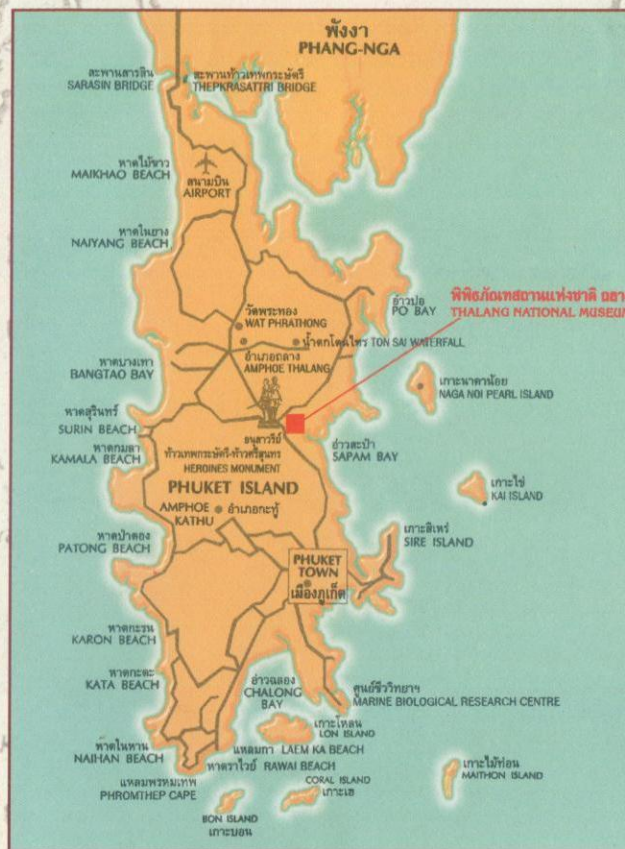 พังงา
PHANG-NGA
สะพานสารสิน
SARASIN BRIDGE
สะพานท้าวเทพกระษัตรี
THEPKRASATTRI BRIDGE
หาดไม้ขาว
MAIKHAO BEACH
สนามบิน
AIRPORT
หาดในยาง
NAIYANG BEACH
อ่าวปอ
PO BAY
พิพิธภัณฑสถานแห่งชาติ
THALANG NATIONAL MUSEUM
วัดพระทอง
WAT PHRATHONG
น้ำตกโตนไทร TON SAI WATERFALL
อำเภอถลาง
AMPHOE THALANG
หาดบางเทา
BANGTAO BAY
เกาะนาคาน้อย
NAGA NOI PEARL ISLAND
หาดสุรินทร์
SURIN BEACH
อนุสาวรีย์
ท้าวเทพกระษัตรี-ท้าวศรีสุนทร
HEROINES MONUMENT
อ่าวสะปำ
SAPAM BAY
หาดกมลา
KAMALA BEACH
PHUKET ISLAND
เกาะไข่
KAI ISLAND
AMPHOE KATHU
อำเภอกะทู้
หาดป่าตอง
PATONG BEACH
เกาะสิเหร่
SIRE ISLAND
PHUKET
TOWN
เมืองภูเก็ต
หาดกะรน
KARON BEACH
หาดกะตะ
KATA BEACH
อ่าวฉลอง
CHALONG
BAY
ศูนย์ชีววิทยาฯ
MARINE BIOLOGICAL RESEARCH CENTRE
เกาะโหลน
LON ISLAND
หาดในหาน
NAIHAN BEACH
แหลมกา LAEM KA BEACH
หาดราไวย์ RAWAI BEACH
แหลมพรหมเทพ
PHROMTHEP CAPE
CORAL ISLAND
เกาะเฮ
เกาะไม้ท่อน
MAITHON ISLAND
BON ISLAND
เกาะบอน